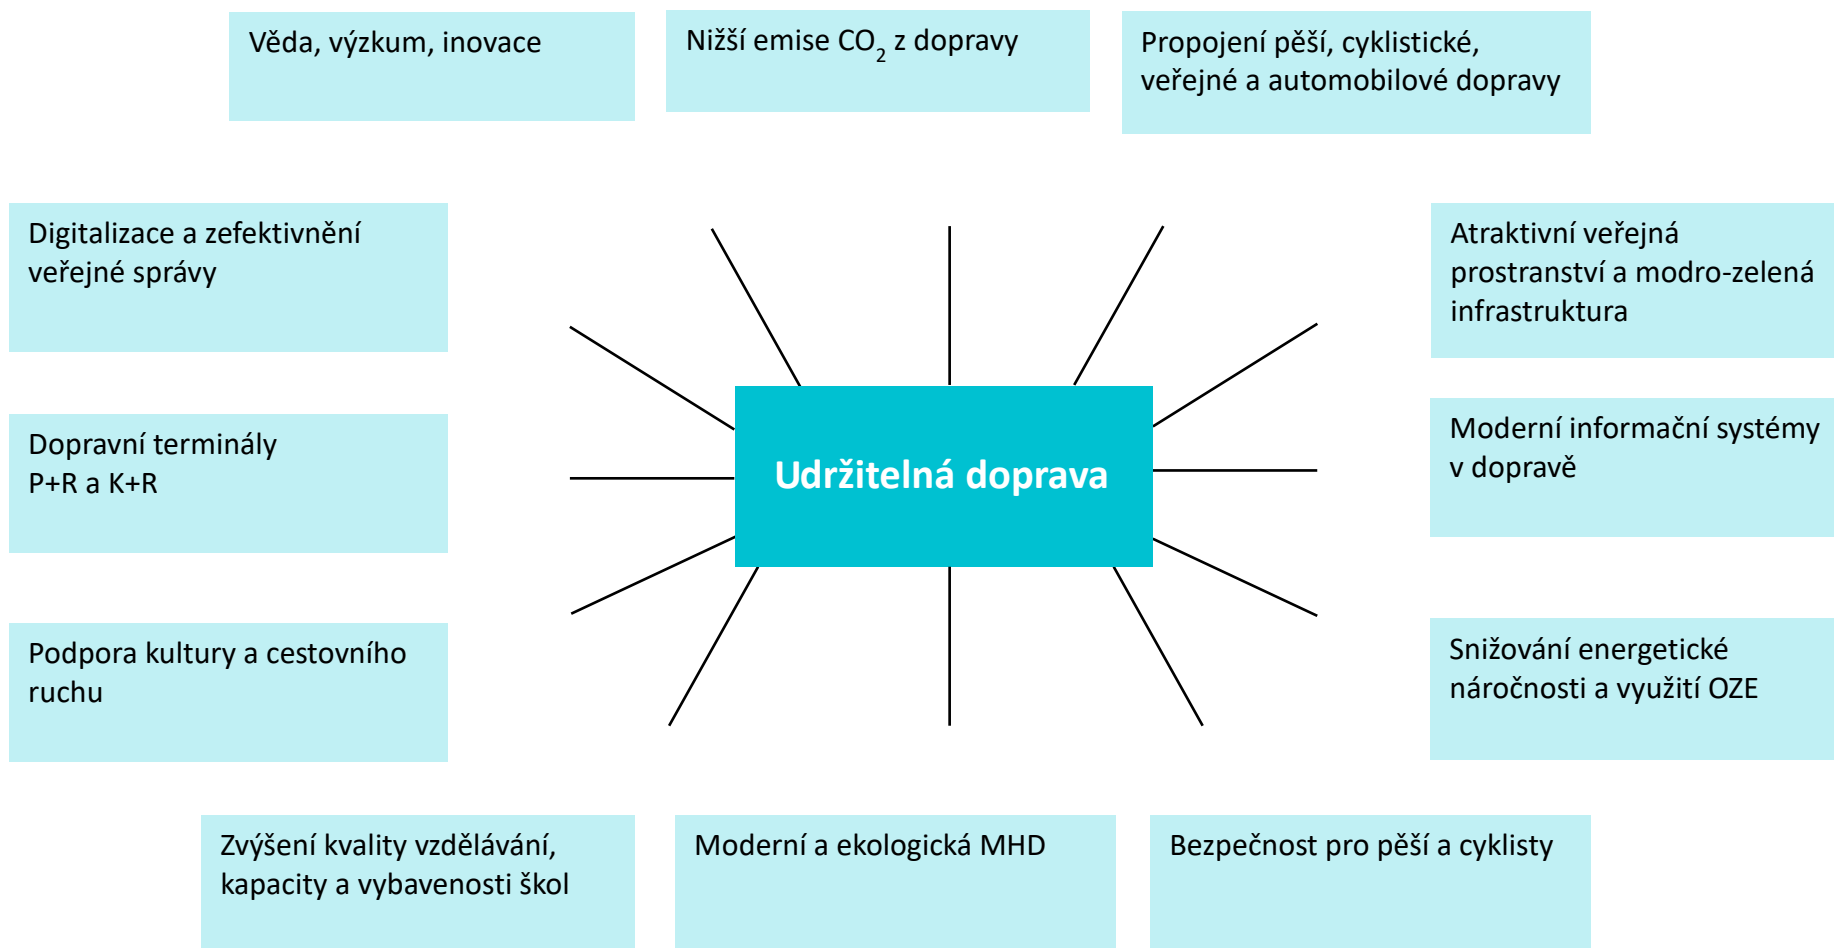 Věda, výzkum, inovace
Nižší emise CO₂ z dopravy
Propojení pěší, cyklistické,
veřejné a automobilové dopravy
Digitalizace a zefektivnění
veřejné správy
Atraktivní veřejná
prostranství a modro-zelená
infrastruktura
Dopravní terminály
P+R a K+R
Udržitelná doprava
Moderní informační systémy
v dopravě
Podpora kultury a cestovního
ruchu
Snižování energetické
náročnosti a využití OZE
Zvýšení kvality vzdělávání,
kapacity a vybavenosti škol
Moderní a ekologická MHD
Bezpečnost pro pěší a cyklisty